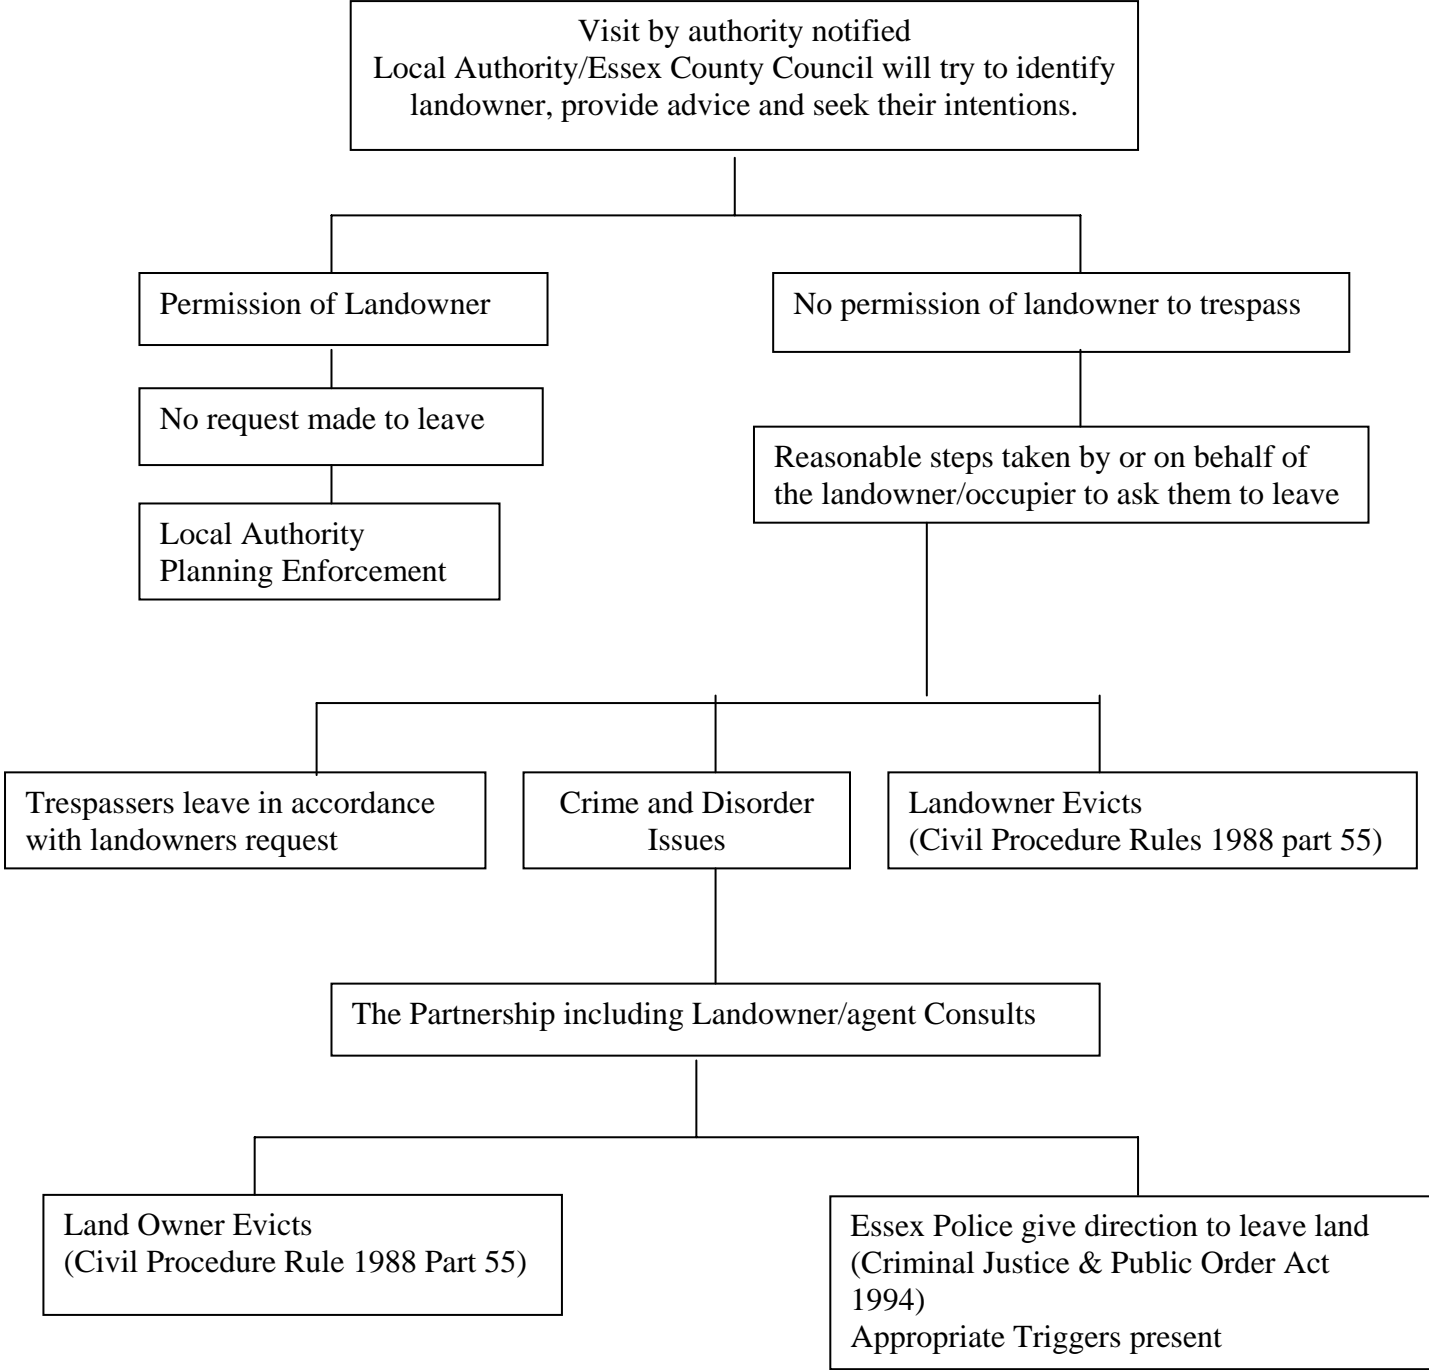 Visit by authority notified
Local Authority/Essex County Council will try to identify
landowner, provide advice and seek their intentions.
Permission of Landowner
No permission of landowner to trespass
No request made to leave
Reasonable steps taken by or on behalf of
the landowner/occupier to ask them to leave
Local Authority
Planning Enforcement
Trespassers leave in accordance
with landowners request
Crime and Disorder
Issues
Landowner Evicts
(Civil Procedure Rules 1988 part 55)
The Partnership including Landowner/agent Consults
Land Owner Evicts
(Civil Procedure Rule 1988 Part 55)
Essex Police give direction to leave land
(Criminal Justice & Public Order Act
1994)
Appropriate Triggers present